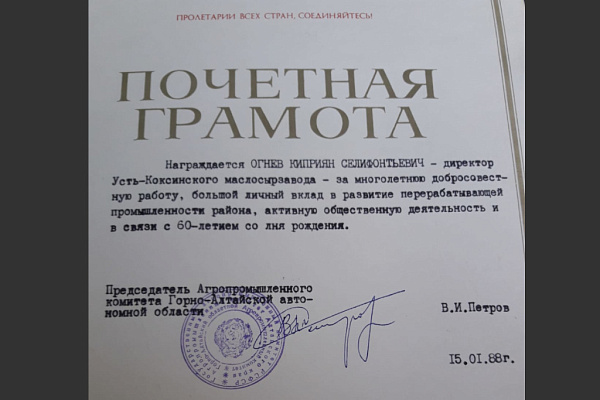 ПРОЛЕТАРИИ ВСЕХ СТРАН, СОЕДИНЯЙТЕСЬ!
ПОЧЕТНАЯ
ГРАМОТА
Награждается ОГНЕВ КИПРИЯН СЕЛИФОНТЬЕВИЧ - директор
Усть-Коксинского маслосырзавода - за многолетнюю добросовест-
ную работу, большой личный вклад в развитие перерабатывающей
промышленности района, активную общественную деятельность и
в связи с 60-летием со дня рождения.
Председатель Агропромышленного
комитета Горно-Алтайской авто-
номной области
В.И.Петров
15.01.88г.